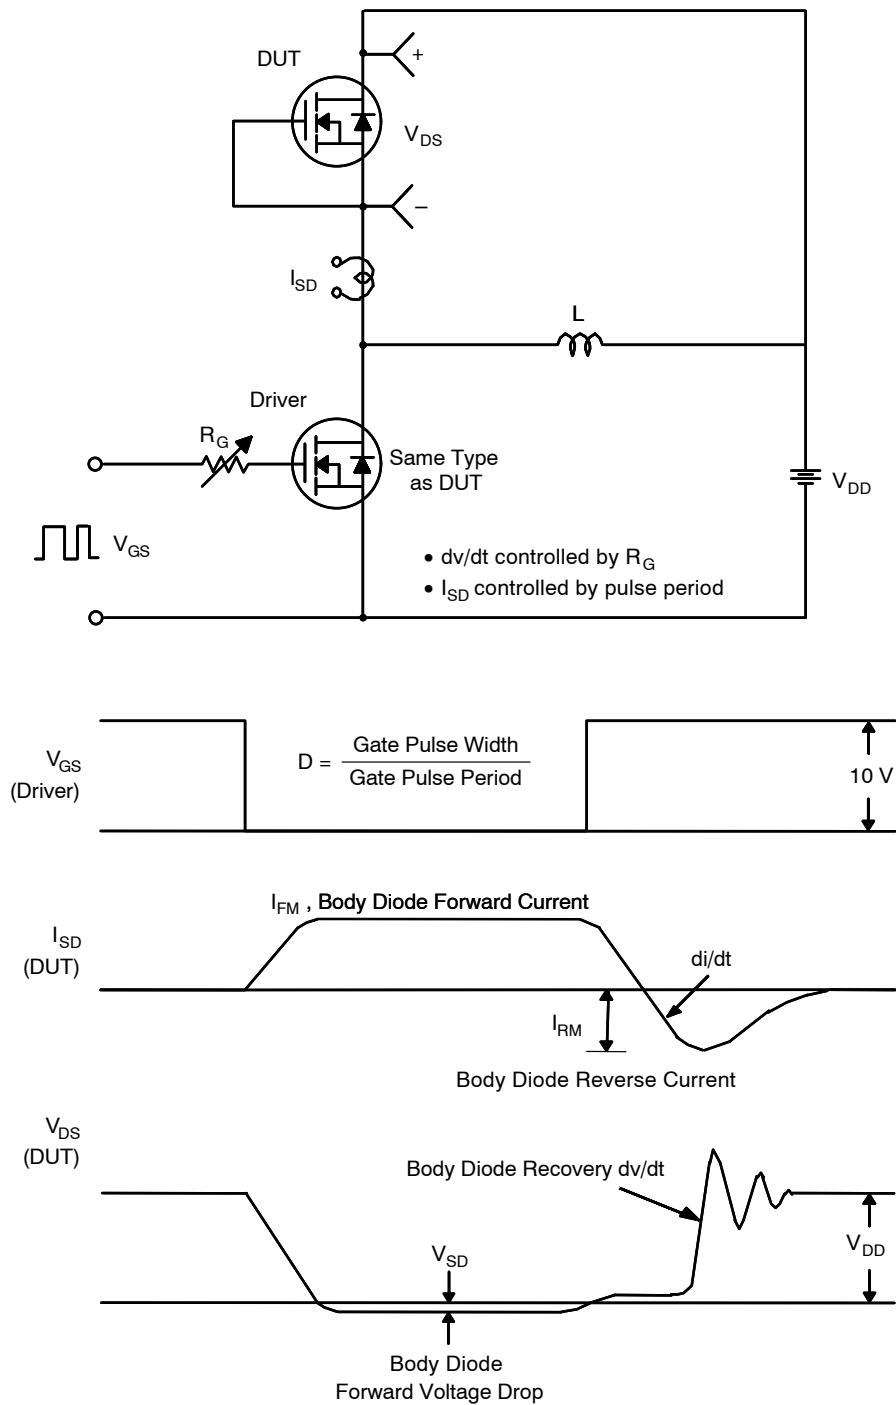 DUT
+
V_DS
–
I_SD
L
Driver
R_G
Same Type
as DUT
V_DD
V_GS
• dv/dt controlled by R_G
• I_SD controlled by pulse period
V_GS
(Driver)
D = Gate Pulse Width
Gate Pulse Period
10 V
I_FM , Body Diode Forward Current
I_SD
(DUT)
di/dt
I_RM
Body Diode Reverse Current
V_DS
(DUT)
Body Diode Recovery dv/dt
V_SD
V_DD
Body Diode
Forward Voltage Drop